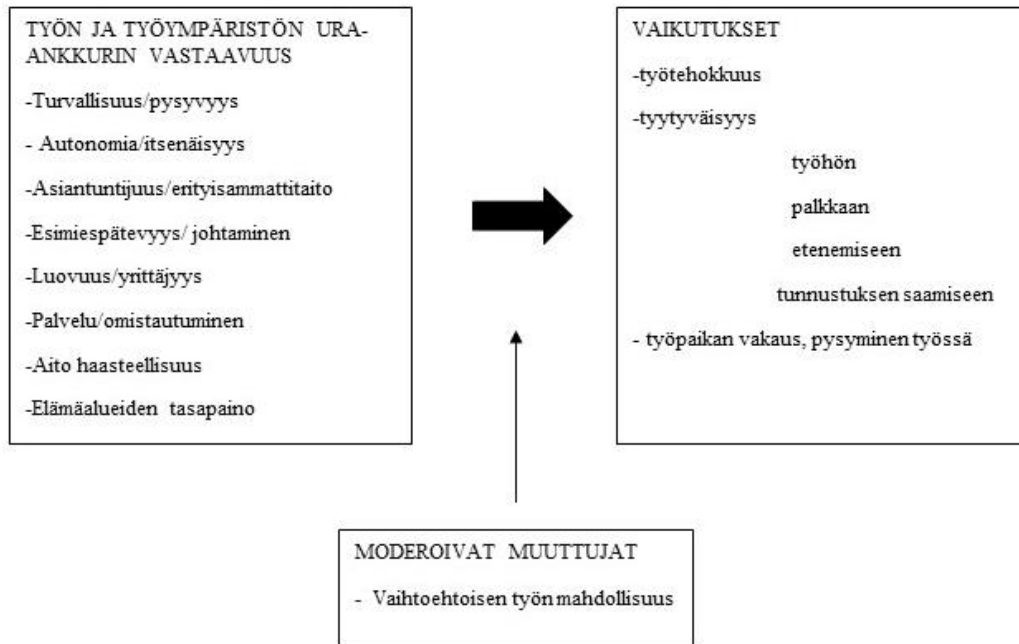 TYÖN JA TYÖYMPÄRISTÖN URA-
ANKKURIN VASTAAVUUS
-Turvallisuus/pysyvyys
- Autonomia/itsenäisyys
-Asiantuntijuus/erityisammattitaito
-Esimiespätevyys/ johtaminen
-Luovuus/yrittäjyys
-Palvelu/omistautuminen
-Aito haasteellisuus
-Elämäalueiden tasapaino
VAIKUTUKSET
-työtehokkuus
-tyytyväisyys
työhön
palkkaan
etenemiseen
tunnustuksen saamiseen
- työpaikan vakaus, pysyminen työssä
MODEROIVAT MUUTTUJAT
- Vaihtoehtoisen työn mahdollisuus